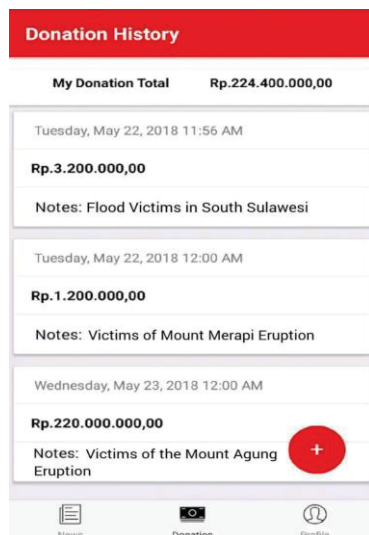 Donation History
My Donation Total Rp.224.400.000,00
Tuesday, May 22, 2018 11:56 AM
Rp.3.200.000,00
Notes: Flood Victims in South Sulawesi
Tuesday, May 22, 2018 12:00 AM
Rp.1.200.000,00
Notes: Victims of Mount Merapi Eruption
Wednesday, May 23, 2018 12:00 AM
Rp.220.000.000,00
Notes: Victims of the Mount Agung
Eruption
+
News Donation Profile